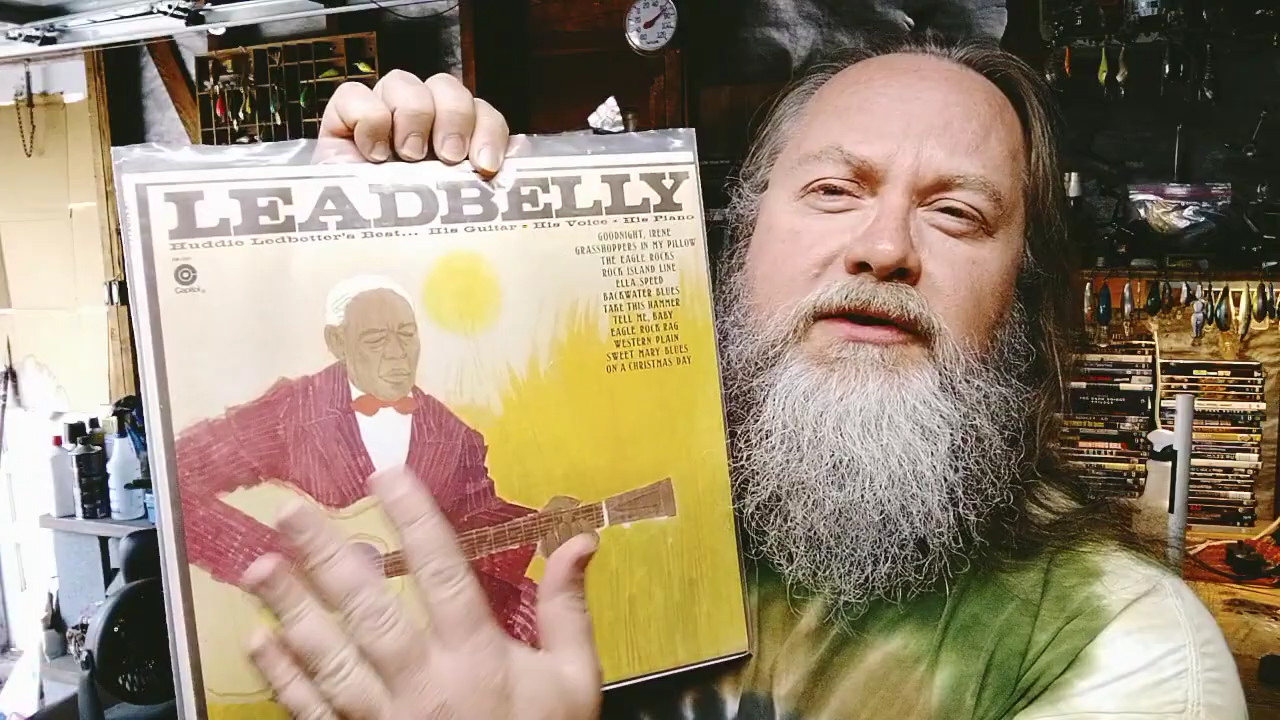 LEADBELLY
Huddie Ledbetter's Best... His Guitar • His Voice • His Piano
Capitol
GOODNIGHT, IRENE
GRASSHOPPERS IN MY PILLOW
THE EAGLE ROCKS
ROCK ISLAND LINE
ELLA SPEED
BACKWATER BLUES
TAKE THIS HAMMER
TELL ME, BABY
EAGLE ROCK RAG
WESTERN PLAIN
SWEET MARY BLUES
ON A CHRISTMAS DAY